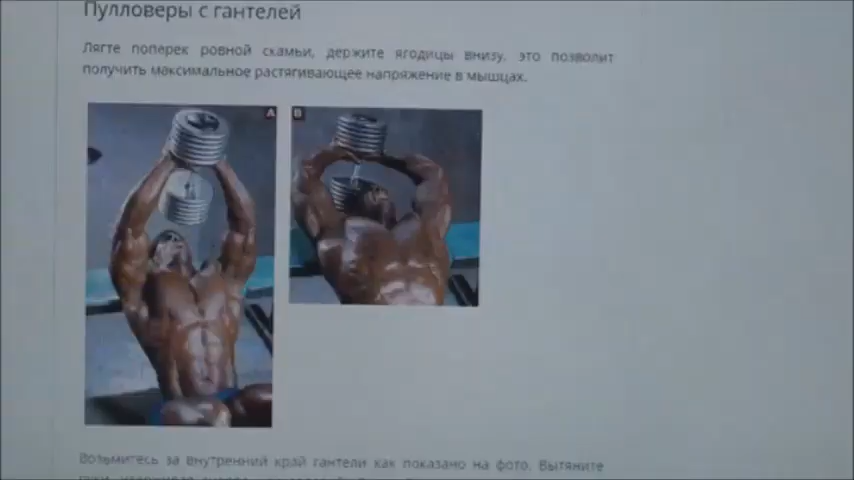 Пулловеры с гантелей
Лягте поперек ровной скамьи, держите ягодицы внизу, это позволит
получить максимальное растягивающее напряжение в мышцах.
A
B
Возьмитесь за внутренний край гантели как показано на фото. Вытяните
руки